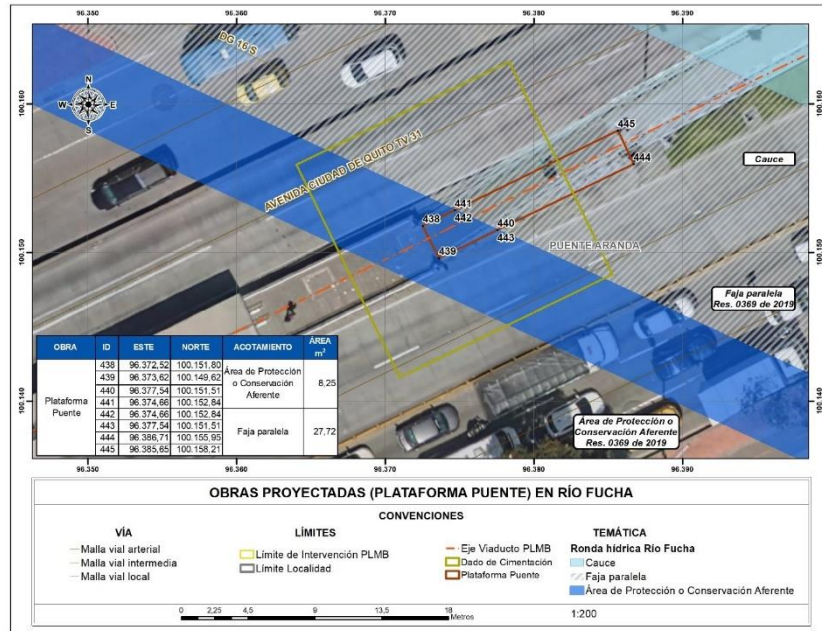 96.350 96.360 96.370 96.380 96.390
DG 16 S
100.160 100.160
N
W E
S
445
444
Cauce
AVENIDA CIUDAD DE QUITO TV 31
441
438 442
440
439 443
100.150 100.150
PUENTE ARANDA
Faja paralela
Res. 0369 de 2019
OBRA ID ESTE NORTE ACOTAMIENTO ÁREA m²
Plataforma Puente
438 96.372,52 100.151,80 Área de Protección o Conservación Aferente 8,25
439 96.373,62 100.149,62
440 96.377,54 100.151,51
441 96.374,66 100.152,84
442 96.374,66 100.152,84 Faja paralela 27,72
443 96.377,54 100.151,51
444 96.386,71 100.155,95
445 96.385,65 100.158,21
100.140 100.140
Área de Protección o
Conservación Aferente
Res. 0369 de 2019
96.350 96.360 96.370 96.380 96.390
OBRAS PROYECTADAS (PLATAFORMA PUENTE) EN RÍO FUCHA
CONVENCIONES
VÍA
Malla vial arterial
Malla vial intermedia
Malla vial local
LÍMITES
Límite de Intervención PLMB
Límite Localidad
Eje Viaducto PLMB
Dado de Cimentación
Plataforma Puente
TEMÁTICA
Ronda hídrica Río Fucha
Cauce
Faja paralela
Área de Protección o Conservación Aferente
0 2,25 4,5 9 13,5 18
Metros
1:200